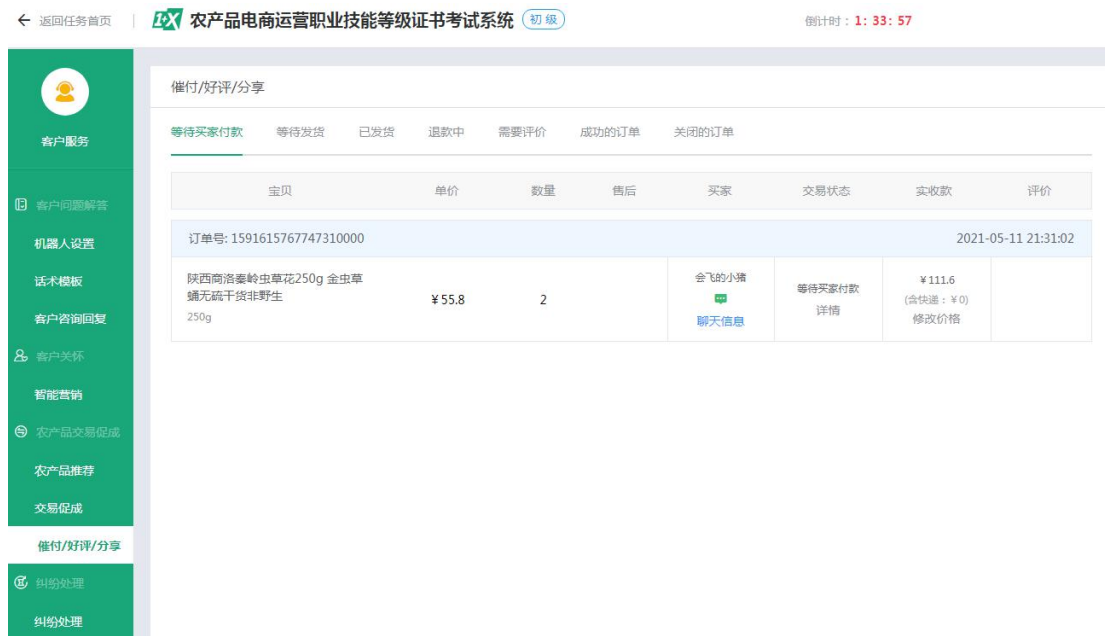 返回任务首页
1+X 农产品电商运营职业技能等级证书考试系统 初级
倒计时：1: 33: 57
客户服务
客户问题解答
机器人设置
话术模板
客户咨询回复
客户关怀
智能营销
农产品交易促成
农产品推荐
交易促成
催付/好评/分享
纠纷处理
纠纷处理
催付/好评/分享
等待买家付款 等待发货 已发货 退款中 需要评价 成功的订单 关闭的订单
宝贝 单价 数量 售后 买家 交易状态 实收款 评价
订单号: 1591615767747310000 2021-05-11 21:31:02
陕西商洛秦岭虫草花250g 金虫草
蛹无硫干货非野生
250g
¥55.8
2
会飞的小猪
聊天信息
等待买家付款
详情
¥111.6
(含快递：¥0)
修改价格